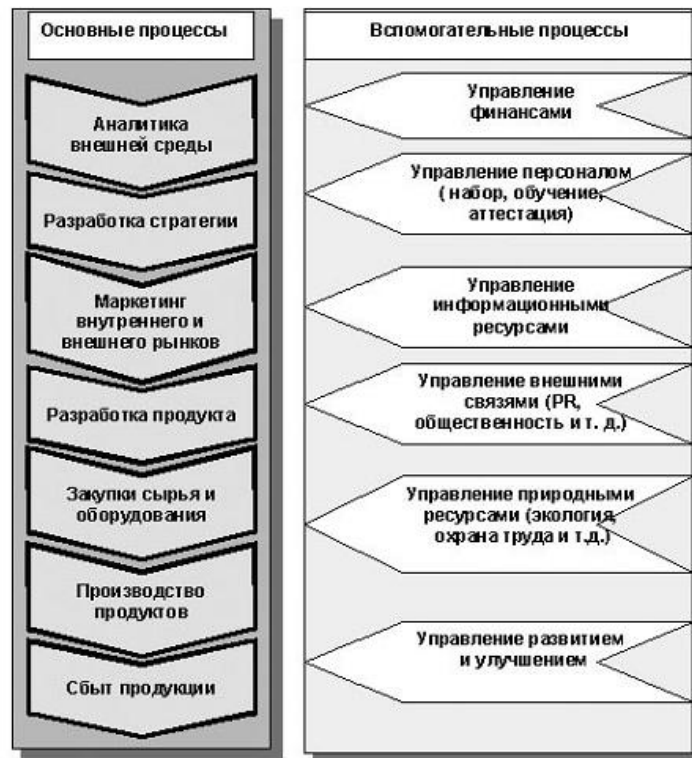 Основные процессы
Аналитика
внешней среды
Разработка стратегии
Маркетинг
внутреннего и
внешнего рынков
Разработка продукта
Закупки сырья и
оборудования
Производство
продуктов
Сбыт продукции
Вспомогательные процессы
Управление
финансами
Управление персоналом
( набор, обучение,
аттестация)
Управление
информационными
ресурсами
Управление внешними
связями (PR,
общественность и т. д.)
Управление природными
ресурсами (экология,
охрана труда и т.д.)
Управление развитием
и улучшением